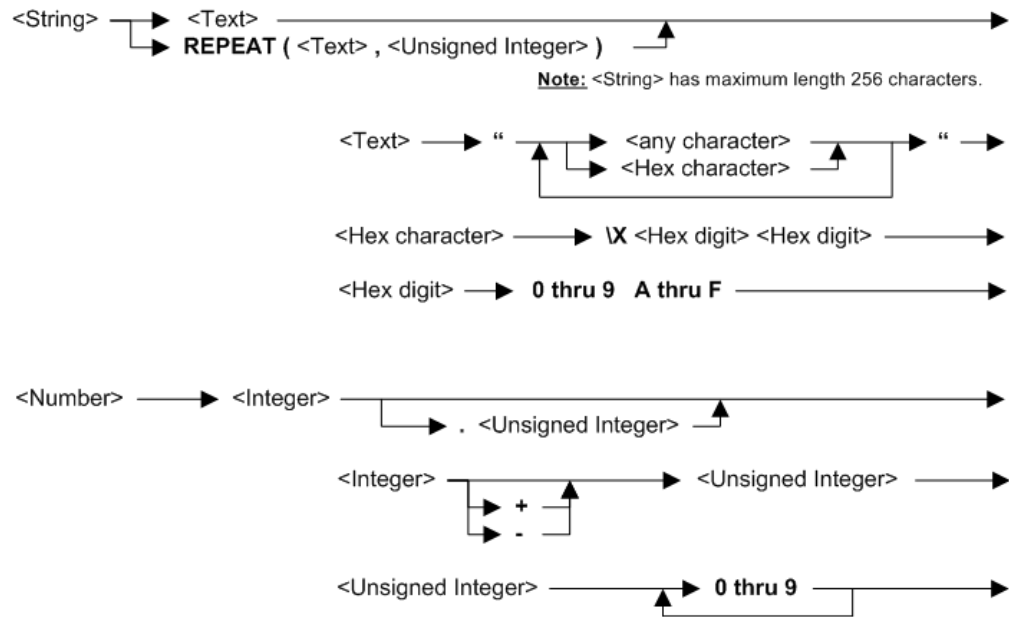 <String> <Text>
REPEAT ( <Text> , <Unsigned Integer> )
Note: <String> has maximum length 256 characters.
<Text> “ <any character> “
<Hex character>
<Hex character> \X <Hex digit> <Hex digit>
<Hex digit> 0 thru 9 A thru F
<Number> <Integer>
. <Unsigned Integer>
<Integer> <Unsigned Integer>
+
-
<Unsigned Integer> 0 thru 9